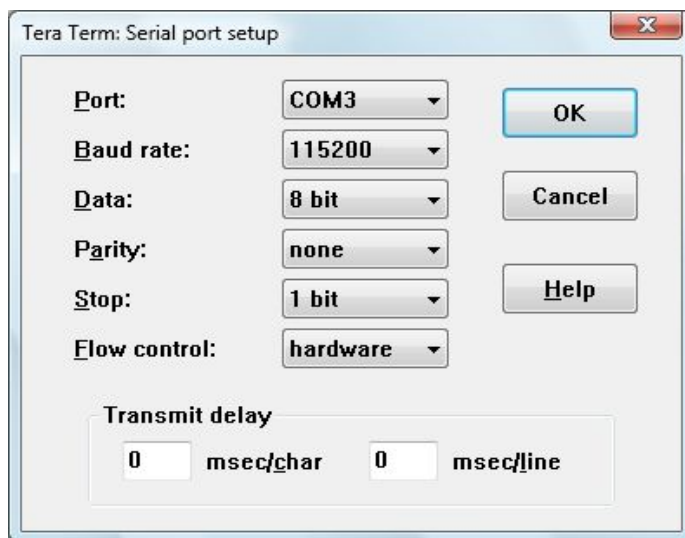 Tera Term: Serial port setup
Port: COM3
OK
Baud rate: 115200
Data: 8 bit
Cancel
Parity: none
Stop: 1 bit
Help
Flow control: hardware
Transmit delay
0 msec/char 0 msec/line